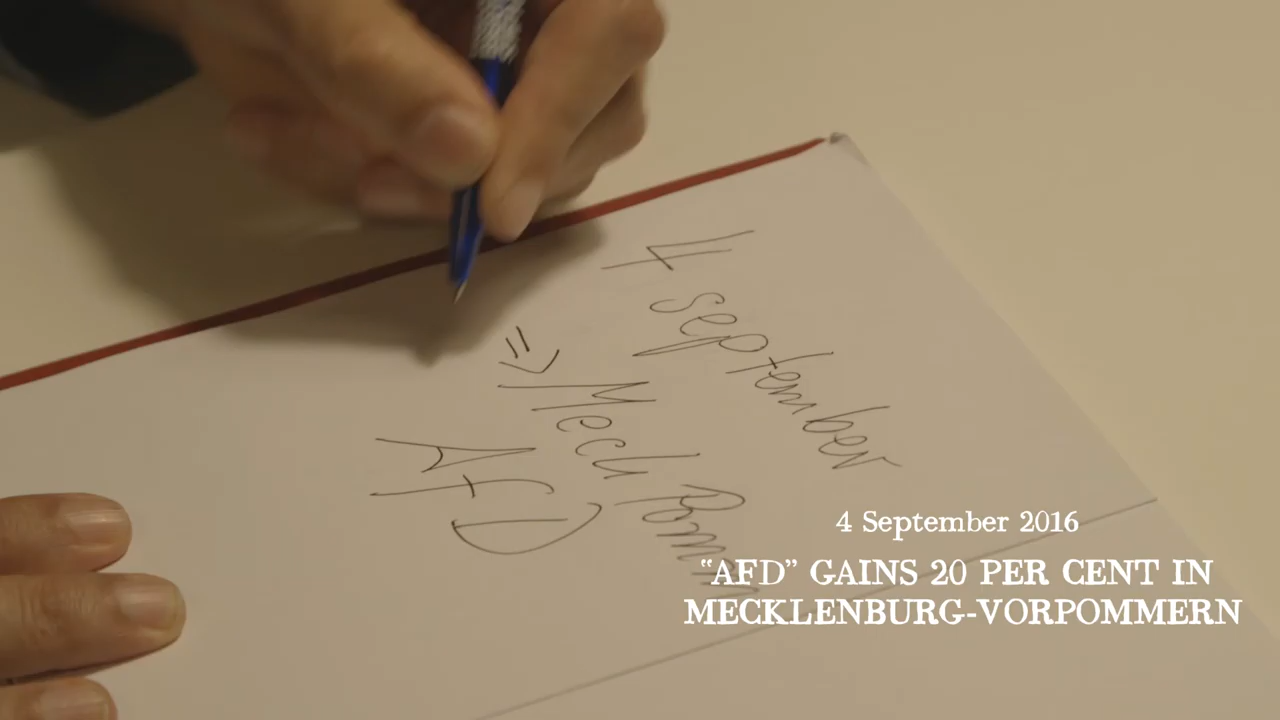 4 september
=> Meck Pomm
AfD
4 September 2016
“AFD” GAINS 20 PER CENT IN
MECKLENBURG-VORPOMMERN